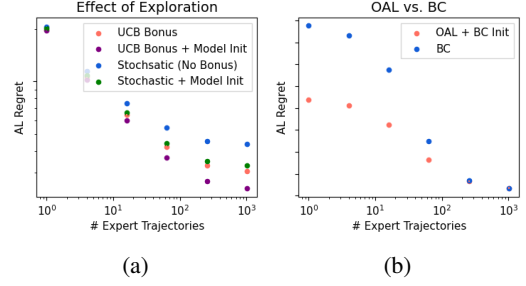 Effect of Exploration
UCB Bonus
UCB Bonus + Model Init
Stochsatic (No Bonus)
Stochastic + Model Init
AL Regret
10^0
10^1
10^2
10^3
# Expert Trajectories
(a)
OAL vs. BC
OAL + BC Init
BC
AL Regret
10^0
10^1
10^2
10^3
# Expert Trajectories
(b)